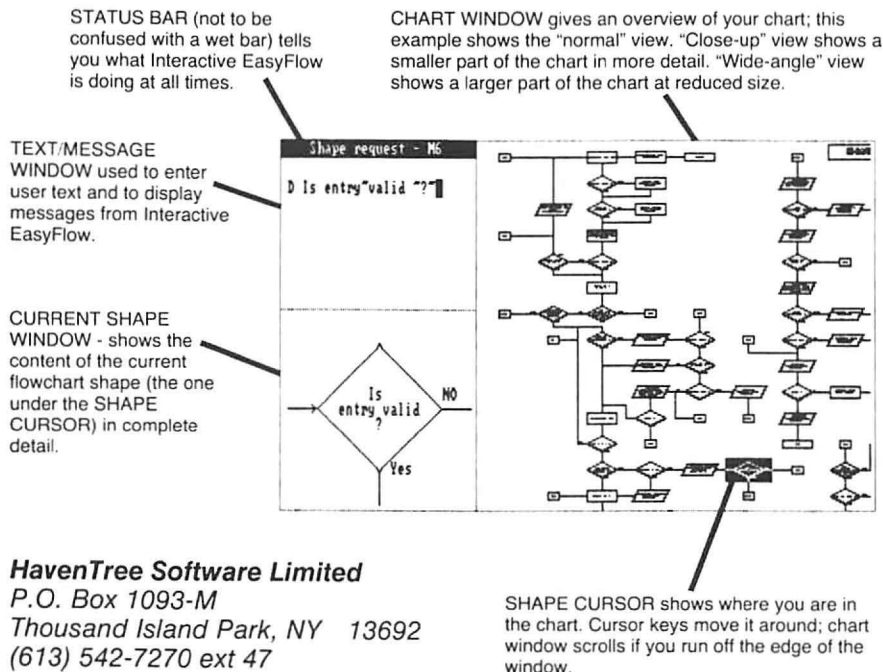 STATUS BAR (not to be
confused with a wet bar) tells
you what Interactive EasyFlow
is doing at all times.
CHART WINDOW gives an overview of your chart; this
example shows the “normal” view. “Close-up” view shows a
smaller part of the chart in more detail. “Wide-angle” view
shows a larger part of the chart at reduced size.
TEXT/MESSAGE
WINDOW used to enter
user text and to display
messages from Interactive
EasyFlow.
Shape request - M6
D Is entry~valid ~?~
CURRENT SHAPE
WINDOW - shows the
content of the current
flowchart shape (the one
under the SHAPE
CURSOR) in complete
detail.
Is
entry valid
?
NO
Yes
HavenTree Software Limited
P.O. Box 1093-M
Thousand Island Park, NY 13692
(613) 542-7270 ext 47
SHAPE CURSOR shows where you are in
the chart. Cursor keys move it around; chart
window scrolls if you run off the edge of the
window.